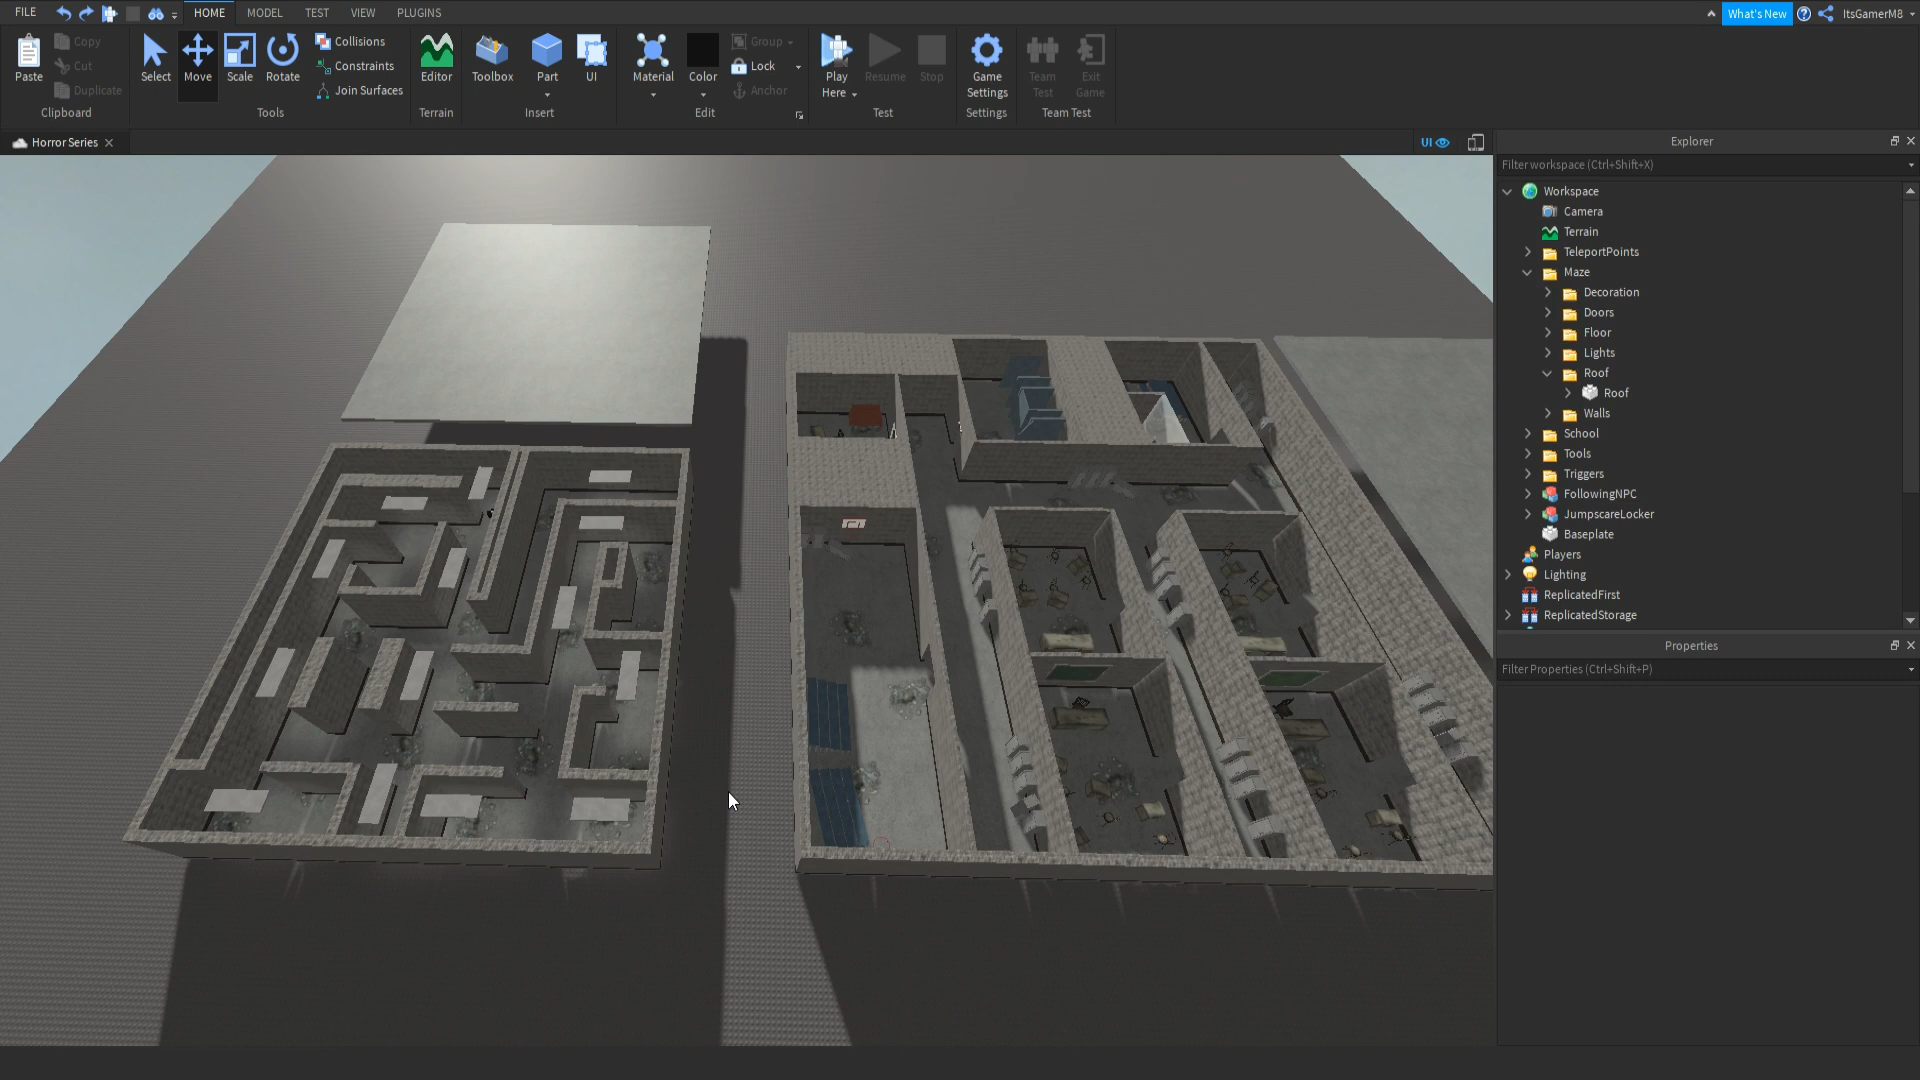 FILE HOME MODEL TEST VIEW PLUGINS What's New ItsGamerM8
Paste Copy Cut Duplicate
Clipboard
Select Move Scale Rotate Collisions Constraints Join Surfaces
Tools
Editor
Terrain
Toolbox Part UI
Insert
Material Color Group Lock Anchor
Edit
Play Here Resume Stop
Test
Game Settings
Settings
Team Test Exit Game
Team Test
Horror Series UI
Explorer
Filter workspace (Ctrl+Shift+X)
Workspace
Camera
Terrain
TeleportPoints
Maze
Decoration
Doors
Floor
Lights
Roof
Roof
Walls
School
Tools
Triggers
FollowingNPC
JumpscareLocker
Baseplate
Players
Lighting
ReplicatedFirst
ReplicatedStorage
Properties
Filter Properties (Ctrl+Shift+P)